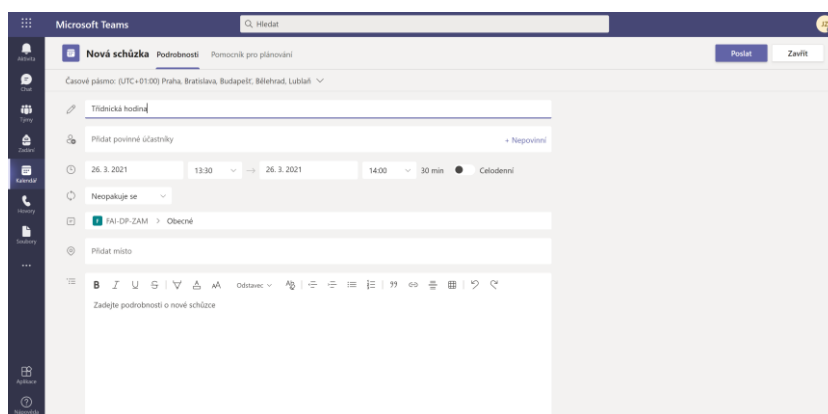 Microsoft Teams
Hledat
JZ
Aktivita
Chat
Týmy
Zadání
Kalendář
Hovory
Soubory
Aplikace
Nápověda
Nová schůzka Podrobnosti Pomocník pro plánování
Poslat Zavřít
Časové pásmo: (UTC+01:00) Praha, Bratislava, Budapešť, Bělehrad, Lublaň
Třídnická hodina
Přidat povinné účastníky + Nepovinní
26. 3. 2021 13:30 → 26. 3. 2021 14:00 30 min Celodenní
Neopakuje se
F FAI-DP-ZAM > Obecné
Přidat místo
B I U S A AA Odstavec
Zadejte podrobnosti o nové schůzce